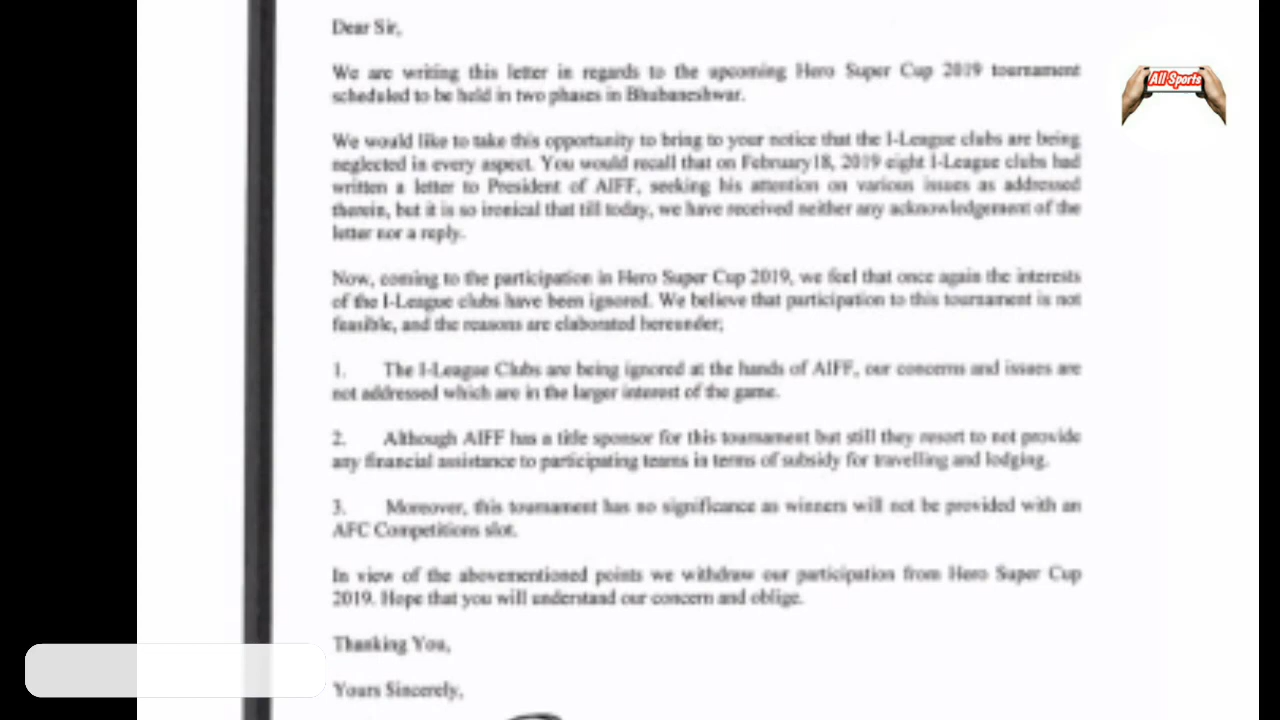 Dear Sir,
We are writing this letter in regards to the upcoming Hero Super Cup 2019 tournament
scheduled to be held in two phases in Bhubaneshwar.
We would like to take this opportunity to bring to your notice that the I-League clubs are being
neglected in every aspect. You would recall that on February18, 2019 eight I-League clubs had
written a letter to President of AIFF, seeking his attention on various issues as addressed
therein, but it is so ironical that till today, we have received neither any acknowledgement of the
letter nor a reply.
Now, coming to the participation in Hero Super Cup 2019, we feel that once again the interests
of the I-League clubs have been ignored. We believe that participation to this tournament is not
feasible, and the reasons are elaborated hereunder;
1. The I-League Clubs are being ignored at the hands of AIFF, our concerns and issues are
not addressed which are in the larger interest of the game.
2. Although AIFF has a title sponsor for this tournament but still they resort to not provide
any financial assistance to participating teams in terms of subsidy for travelling and lodging.
3. Moreover, this tournament has no significance as winners will not be provided with an
AFC Competitions slot.
In view of the abovementioned points we withdraw our participation from Hero Super Cup
2019. Hope that you will understand our concern and oblige.
Thanking You,
Yours Sincerely,
All Sports